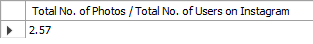 Total No. of Photos / Total No. of Users on Instagram
2.57